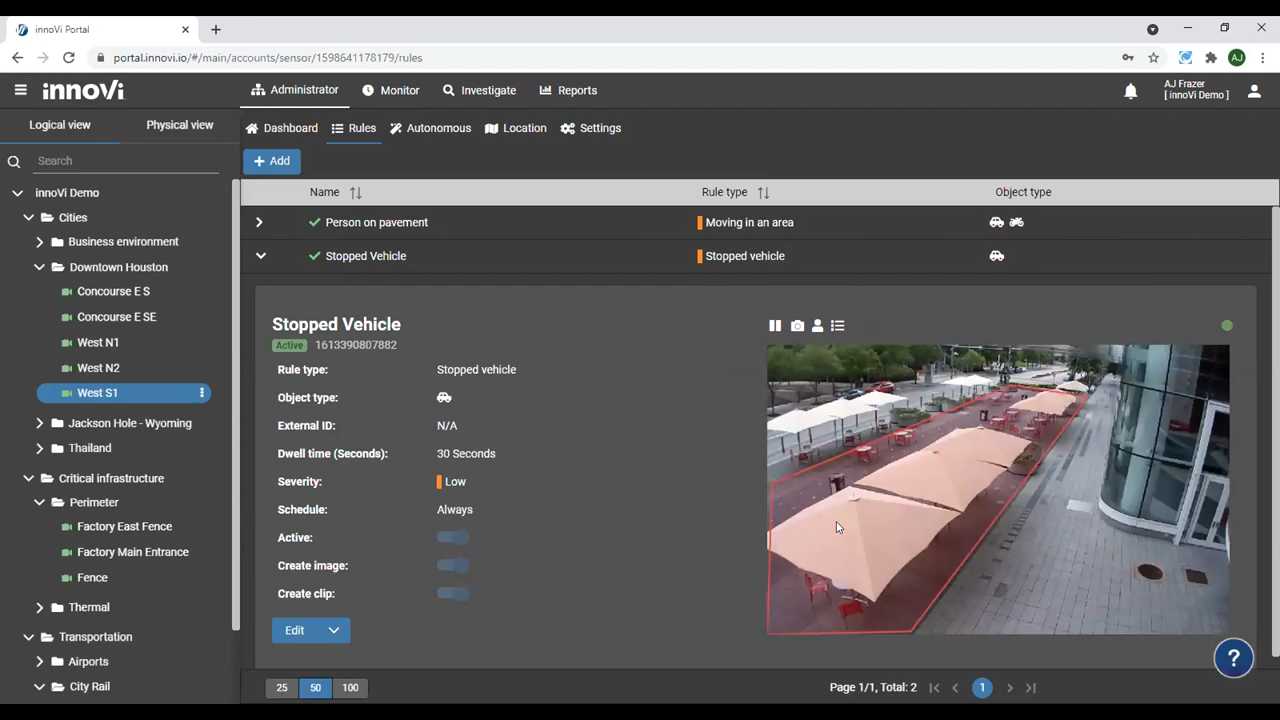 innoVi Portal
portal.innovi.io/#/main/accounts/sensor/1598641178179/rules
AJ
innoVi
Administrator
Monitor
Investigate
Reports
AJ Frazer
[ innoVi Demo ]
Logical view
Physical view
Dashboard
Rules
Autonomous
Location
Settings
Search
+ Add
Name
Rule type
Object type
innoVi Demo
Cities
Business environment
Downtown Houston
Concourse E S
Concourse E SE
West N1
West N2
West S1
Jackson Hole - Wyoming
Thailand
Critical infrastructure
Perimeter
Factory East Fence
Factory Main Entrance
Fence
Thermal
Transportation
Airports
City Rail
Person on pavement
Moving in an area
Stopped Vehicle
Stopped vehicle
Stopped Vehicle
Active 1613390807882
Rule type: Stopped vehicle
Object type:
External ID: N/A
Dwell time (Seconds): 30 Seconds
Severity: Low
Schedule: Always
Active:
Create image:
Create clip:
Edit
?
25 50 100
Page 1/1, Total: 2
1